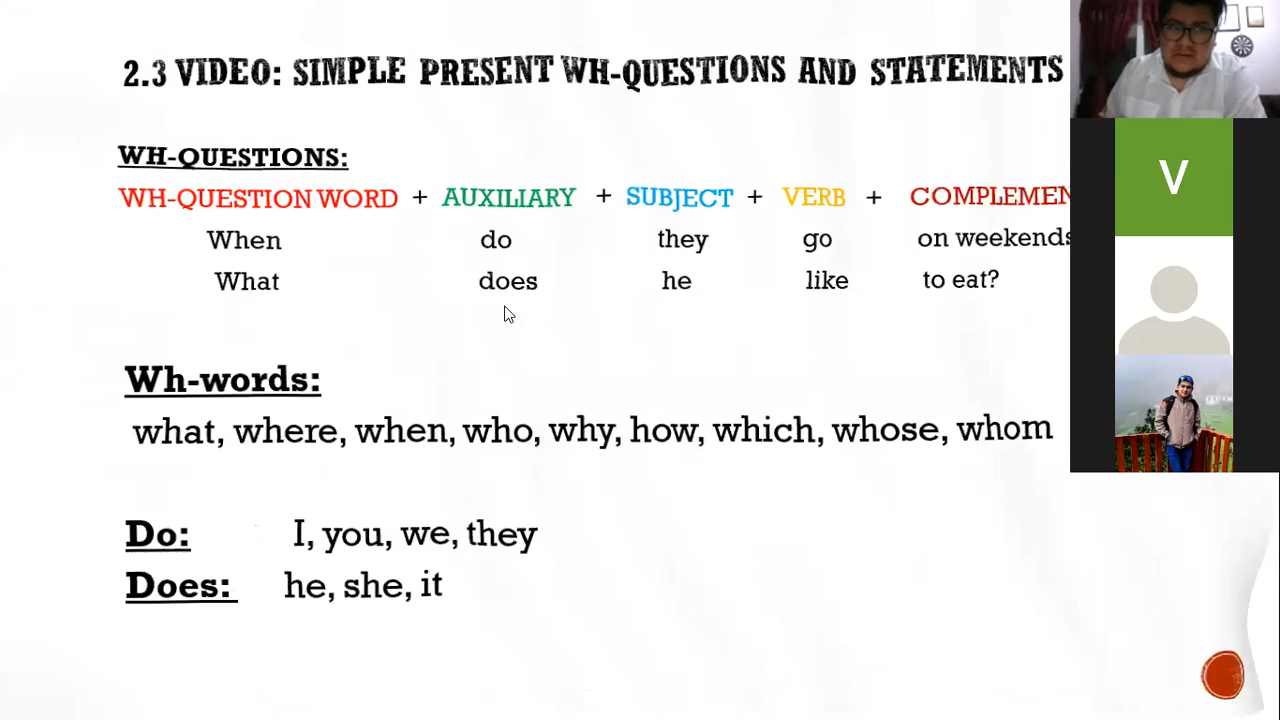 2.3 VIDEO: SIMPLE PRESENT WH-QUESTIONS AND STATEMENTS
WH-QUESTIONS:
WH-QUESTION WORD + AUXILIARY + SUBJECT + VERB + COMPLEMEN
When do they go on weekends
What does he like to eat?
Wh-words:
what, where, when, who, why, how, which, whose, whom
Do: I, you, we, they
Does: he, she, it
V